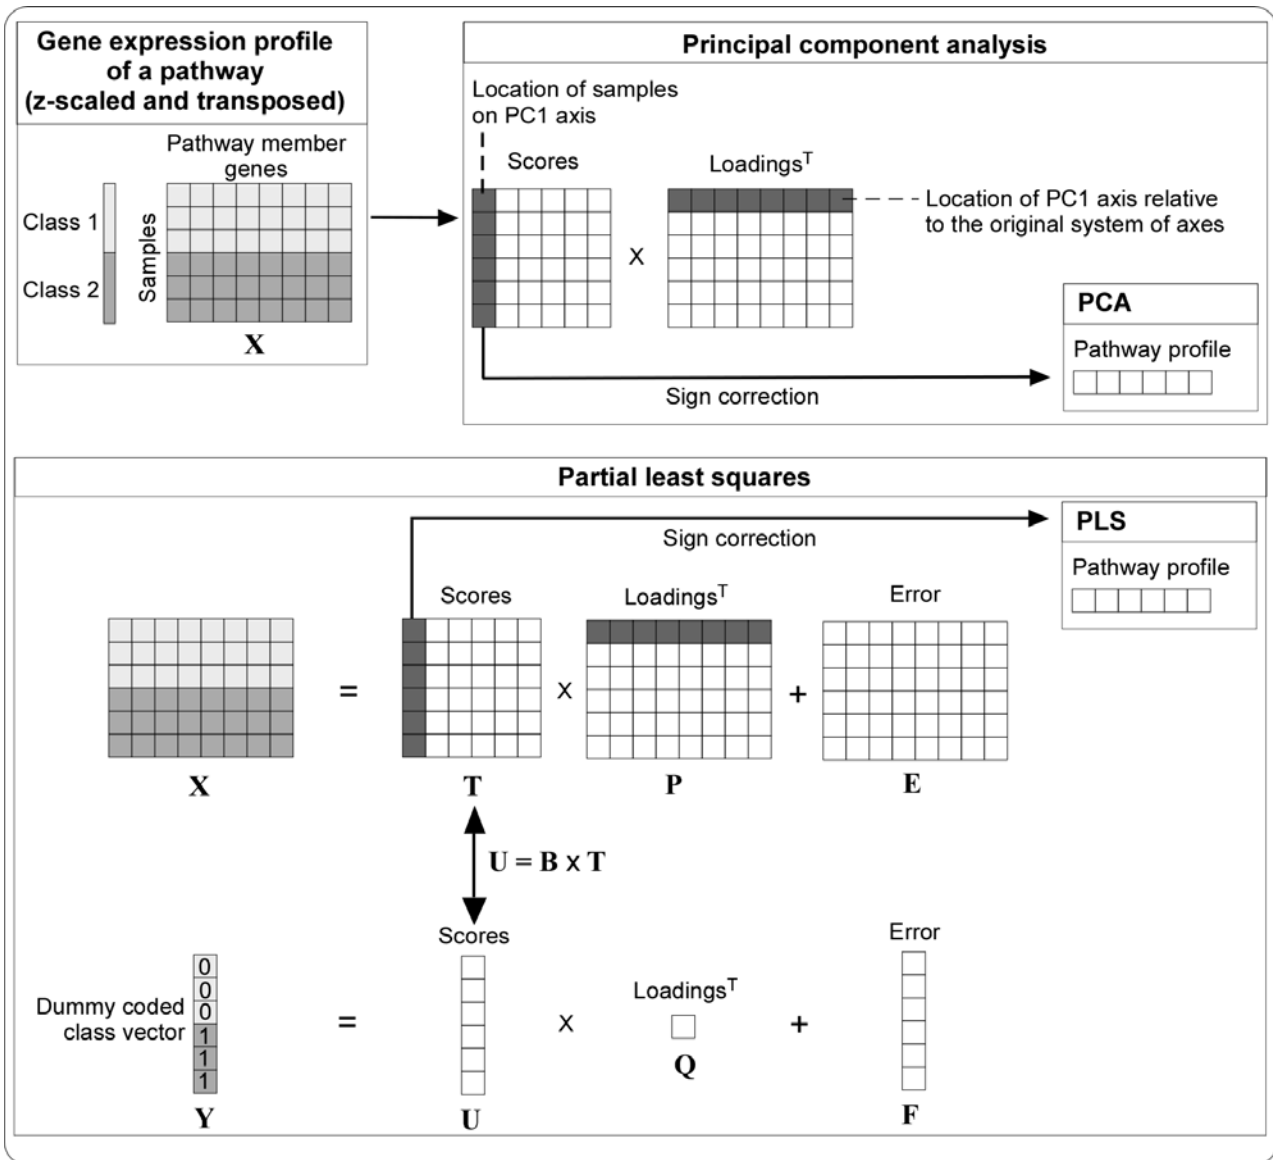 Gene expression profile
of a pathway
(z-scaled and transposed)
Pathway member
genes
Class 1
Class 2
Samples
X
Principal component analysis
Location of samples
on PC1 axis
Scores
Loadings^T
X
Location of PC1 axis relative
to the original system of axes
PCA
Pathway profile
Sign correction
Partial least squares
PLS
Pathway profile
Sign correction
Scores
Loadings^T
Error
=
X
+
X
T
P
E
U = B x T
Scores
Error
Dummy coded
class vector
0
0
0
1
1
1
=
X
Loadings^T
+
Y
U
Q
F